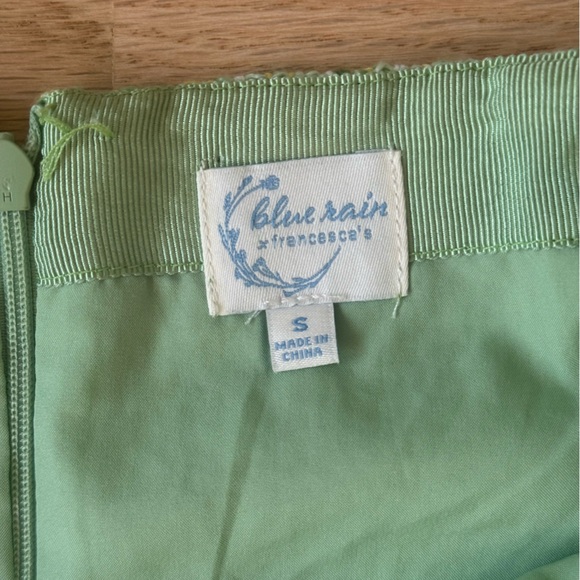 blue rain
x francesca's
S
MADE IN
CHINA